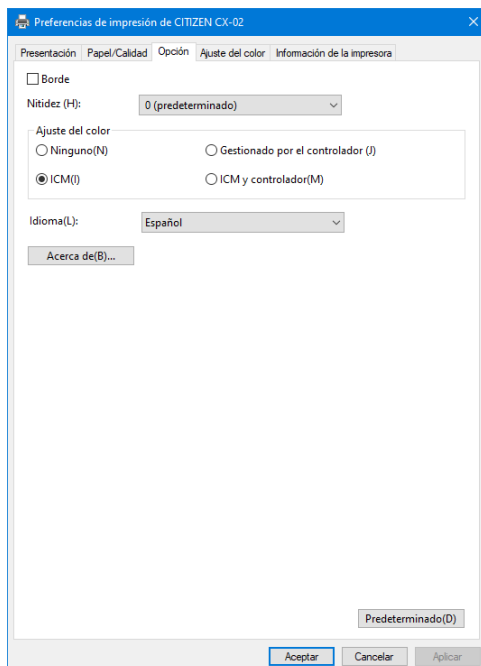 Preferencias de impresión de CITIZEN CX-02
Presentación Papel/Calidad Opción Ajuste del color Información de la impresora
Borde
Nitidez (H): 0 (predeterminado)
Ajuste del color
Ninguno(N) Gestionado por el controlador (J)
ICM(I) ICM y controlador(M)
Idioma(L): Español
Acerca de(B)...
Predeterminado(D)
Aceptar Cancelar Aplicar